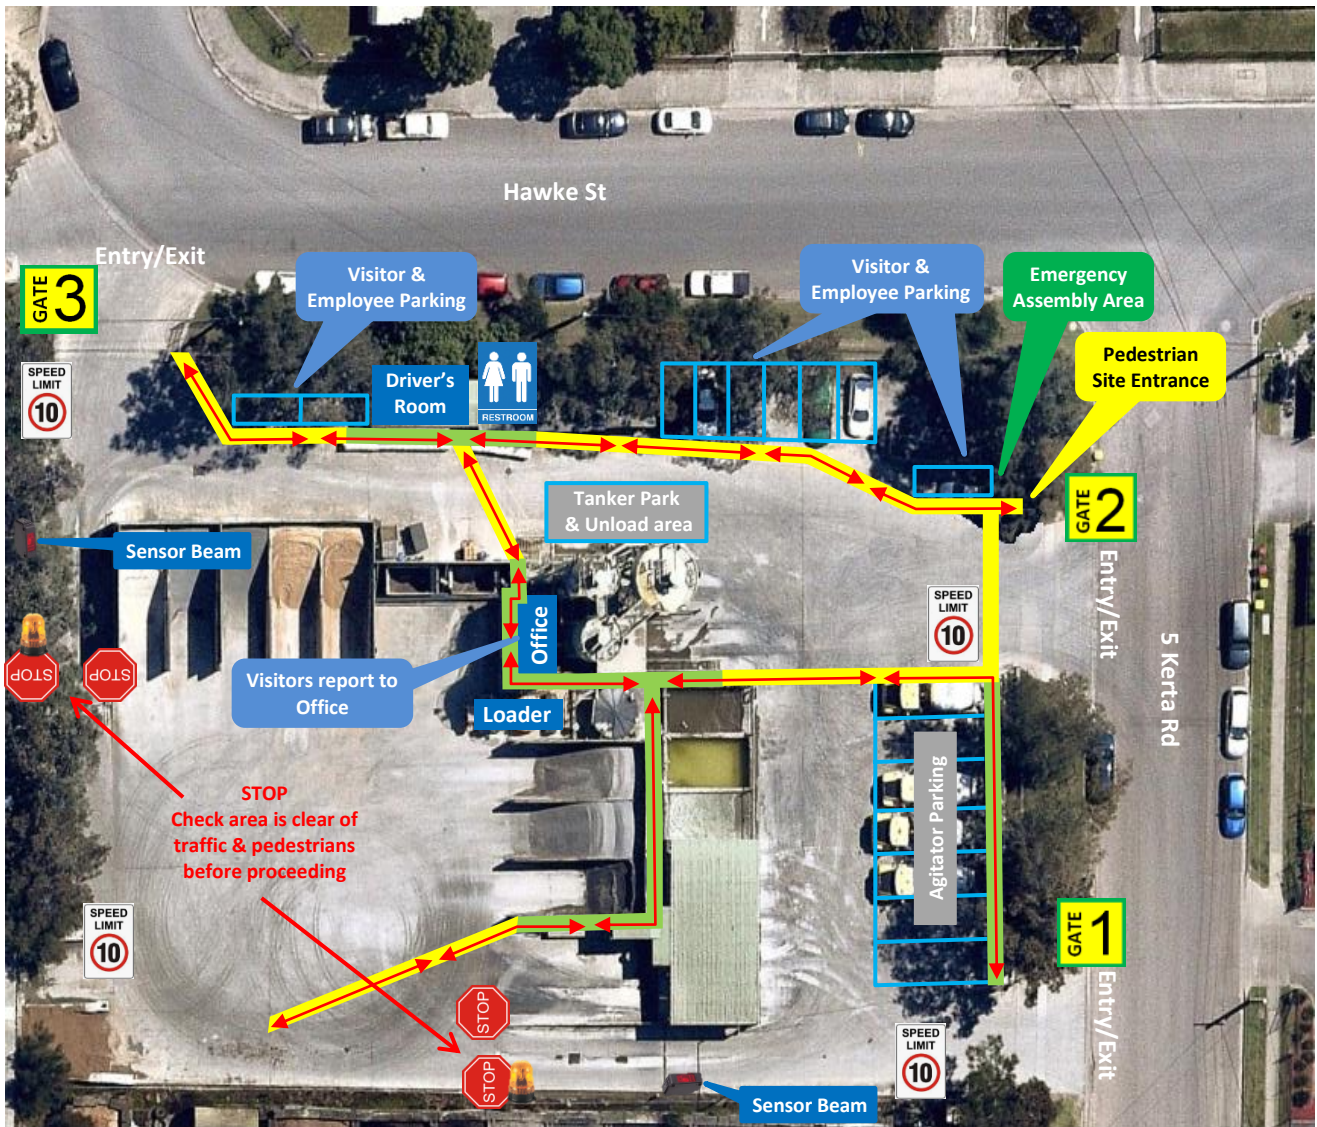 Hawke St
Entry/Exit
GATE 3
Visitor &
Employee Parking
Visitor &
Employee Parking
Emergency
Assembly Area
Pedestrian
Site Entrance
SPEED
LIMIT
10
Driver's
Room
RESTROOM
Tanker Park
& Unload area
GATE 2
Entry/Exit
Sensor Beam
SPEED
LIMIT
10
Office
5 Kerta Rd
STOP
STOP
Visitors report to
Office
Loader
STOP
Check area is clear of
traffic & pedestrians
before proceeding
Agitator Parking
SPEED
LIMIT
10
GATE 1
Entry/Exit
STOP
SPEED
LIMIT
10
STOP
Sensor Beam